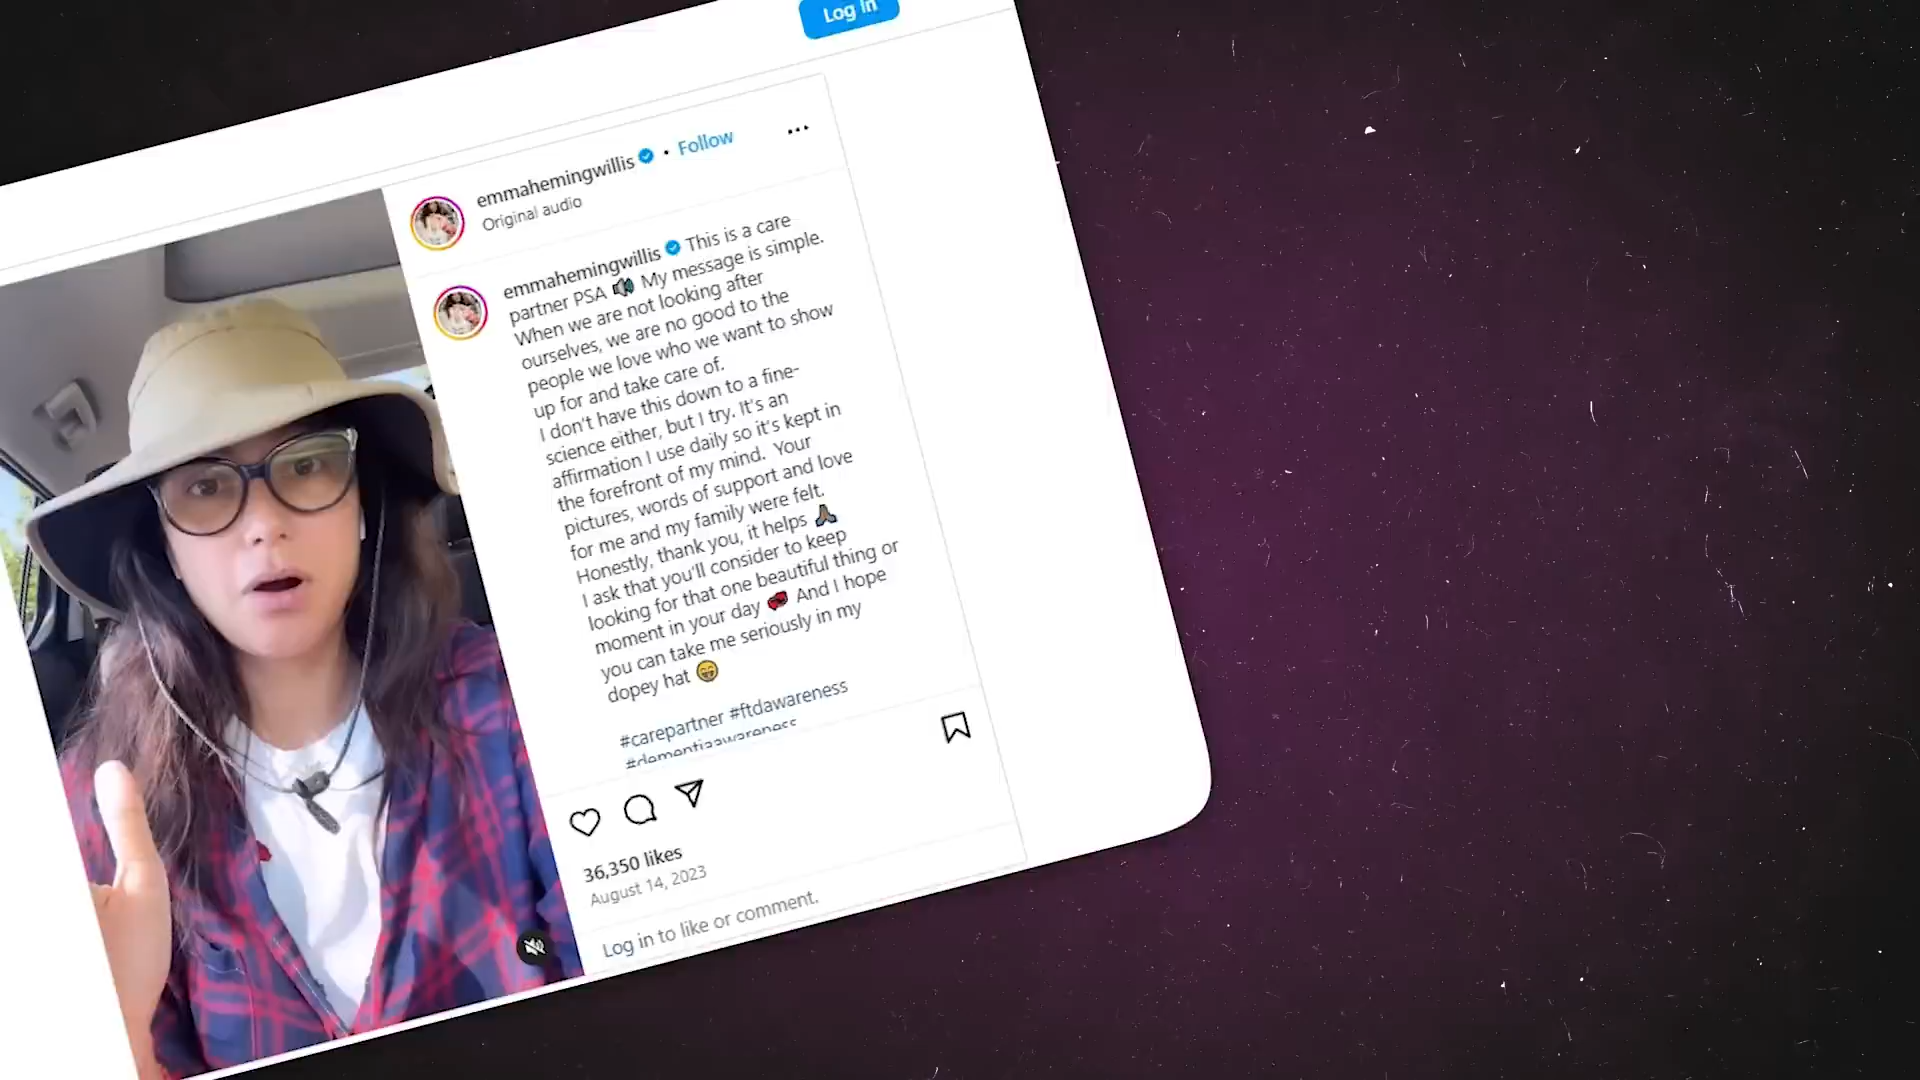 Log In
emmahemingwillis • Follow
Original audio
emmahemingwillis This is a care
partner PSA 🔊 My message is simple.
When we are not looking after
ourselves, we are no good to the
people we love who we want to show
up for and take care of.
I don't have this down to a fine-
science either, but I try. It's an
affirmation I use daily so it's kept in
the forefront of my mind. Your
pictures, words of support and love
for me and my family were felt.
Honestly, thank you, it helps 🙏🏽
I ask that you'll consider to keep
looking for that one beautiful thing or
moment in your day 💞 And I hope
you can take me seriously in my
dopey hat 😄
#carepartner #ftdawareness
#dementiaawareness
36,350 likes
August 14, 2023
Log in to like or comment.